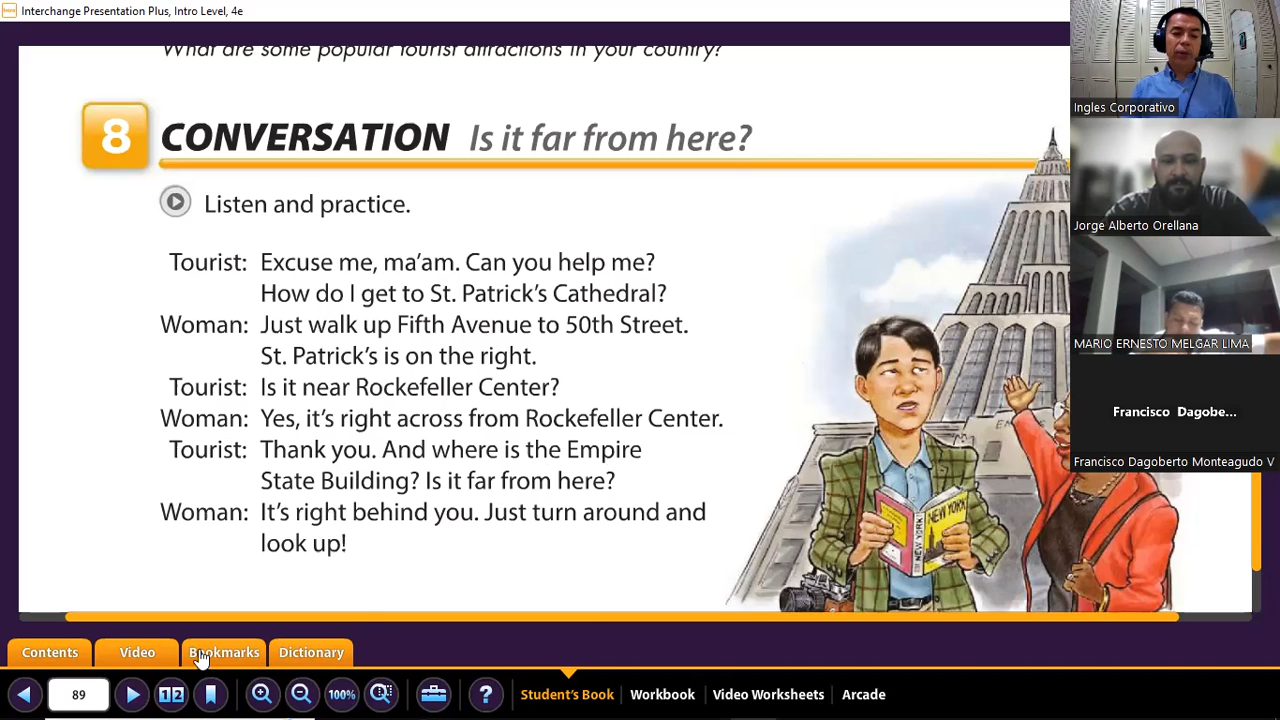 Interchange Presentation Plus, Intro Level, 4e
What are some popular tourist attractions in your country?
8 CONVERSATION Is it far from here?
Listen and practice.
Tourist: Excuse me, ma'am. Can you help me?
How do I get to St. Patrick's Cathedral?
Woman: Just walk up Fifth Avenue to 50th Street.
St. Patrick's is on the right.
Tourist: Is it near Rockefeller Center?
Woman: Yes, it's right across from Rockefeller Center.
Tourist: Thank you. And where is the Empire
State Building? Is it far from here?
Woman: It's right behind you. Just turn around and
look up!
NEW YORK
NEW YORK
Ingles Corporativo
Jorge Alberto Orellana
MARIO ERNESTO MELGAR LIMA
Francisco Dagobe...
Francisco Dagoberto Monteagudo V
Contents Video Bookmarks Dictionary
89 12 100% ? Student's Book Workbook Video Worksheets Arcade